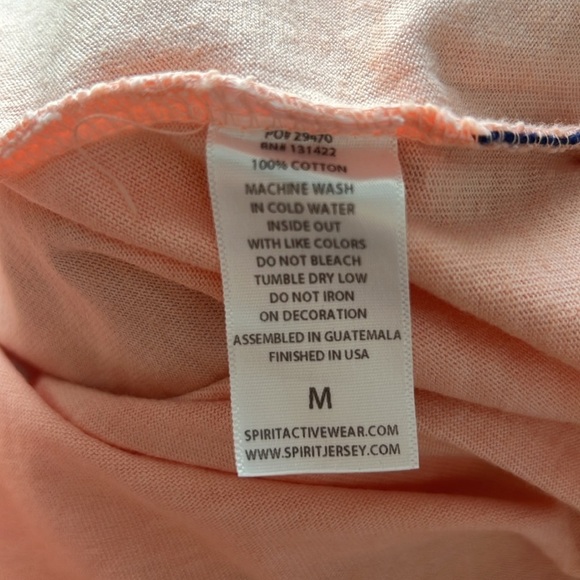 PO# 29470
RN# 131422
100% COTTON
MACHINE WASH
IN COLD WATER
INSIDE OUT
WITH LIKE COLORS
DO NOT BLEACH
TUMBLE DRY LOW
DO NOT IRON
ON DECORATION
ASSEMBLED IN GUATEMALA
FINISHED IN USA
M
SPIRITACTIVEWEAR.COM
WWW.SPIRITJERSEY.COM